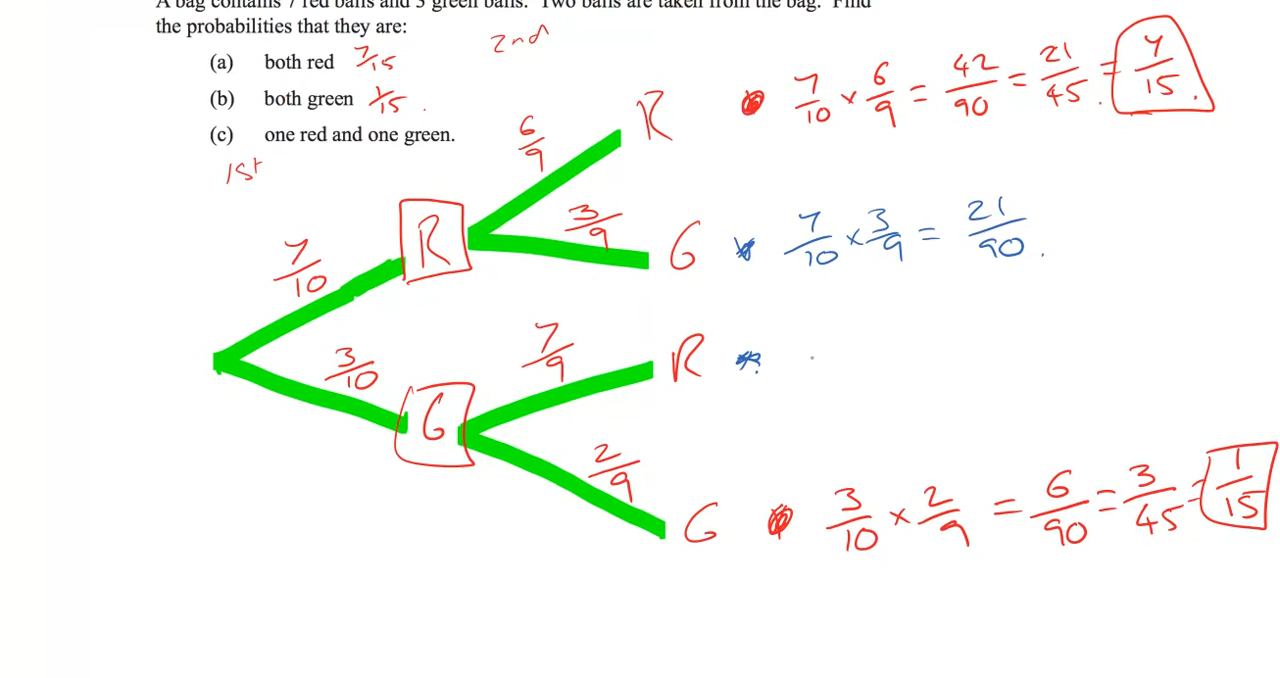 A bag contains 7 red balls and 3 green balls. Two balls are taken from the bag. Find
the probabilities that they are:
(a) both red 7/15
(b) both green 1/15.
(c) one red and one green.
1st
2nd
7/10
R
6/9
R
7/10 × 6/9 = 42/90 = 21/45 = 7/15.
3/9
G
7/10 × 3/9 = 21/90.
3/10
G
7/9
R
2/9
G
3/10 × 2/9 = 6/90 = 3/45 = 1/15